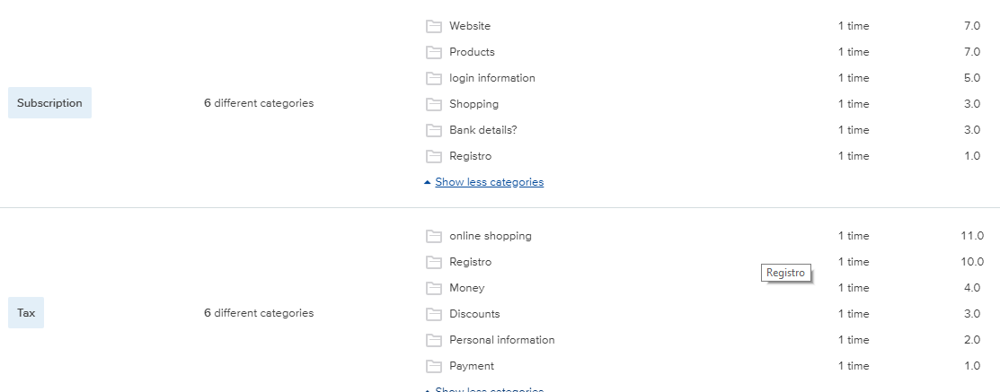 Website 1 time 7.0
Products 1 time 7.0
login information 1 time 5.0
Subscription 6 different categories Shopping 1 time 3.0
Bank details? 1 time 3.0
Registro 1 time 1.0
Show less categories
online shopping 1 time 11.0
Registro 1 time 10.0
Registro
Money 1 time 4.0
Tax 6 different categories Discounts 1 time 3.0
Personal information 1 time 2.0
Payment 1 time 1.0
Show less categories